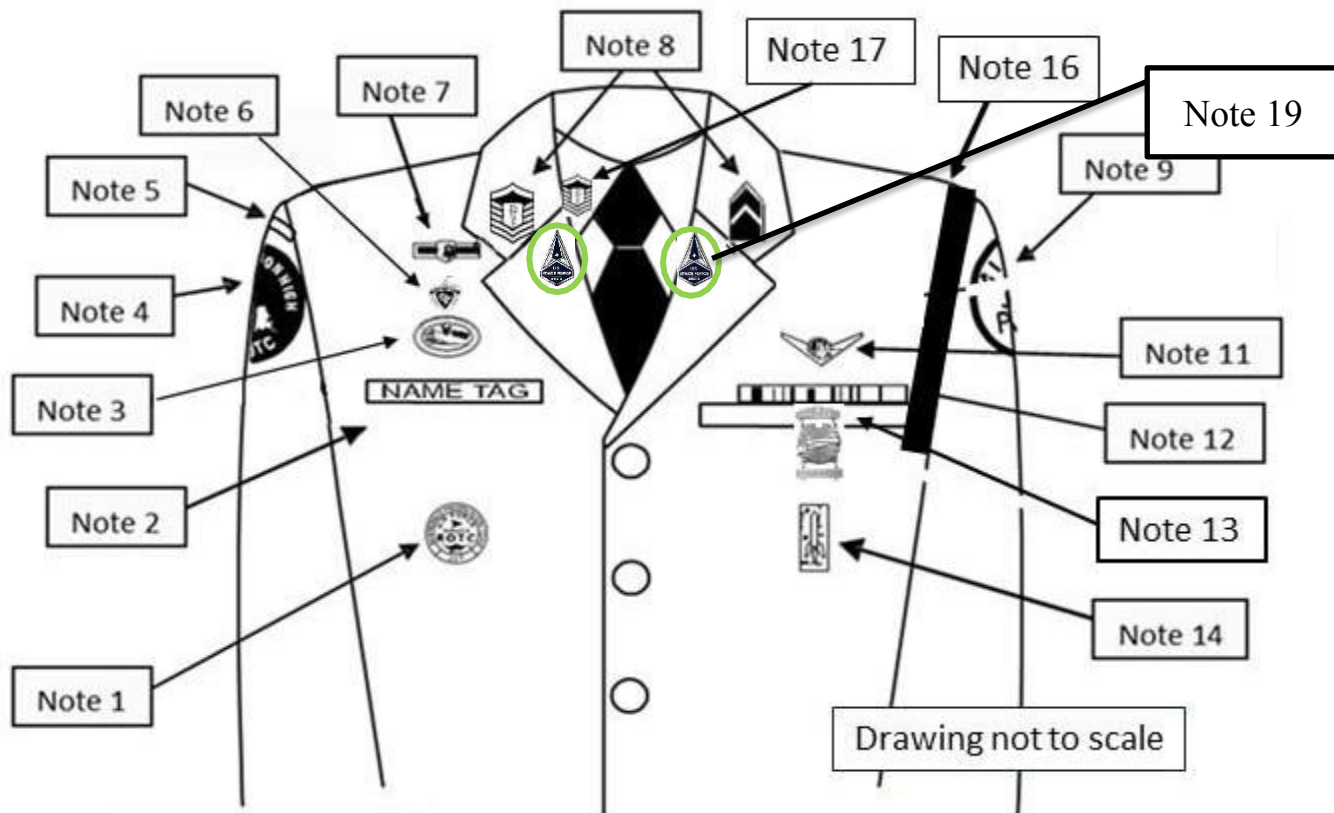 Note 8
Note 17
Note 16
Note 19
Note 7
Note 6
Note 5
Note 9
Note 4
Note 11
Note 3
NAME TAG
Note 12
Note 2
ROTC
Note 13
Note 14
Note 1
Drawing not to scale